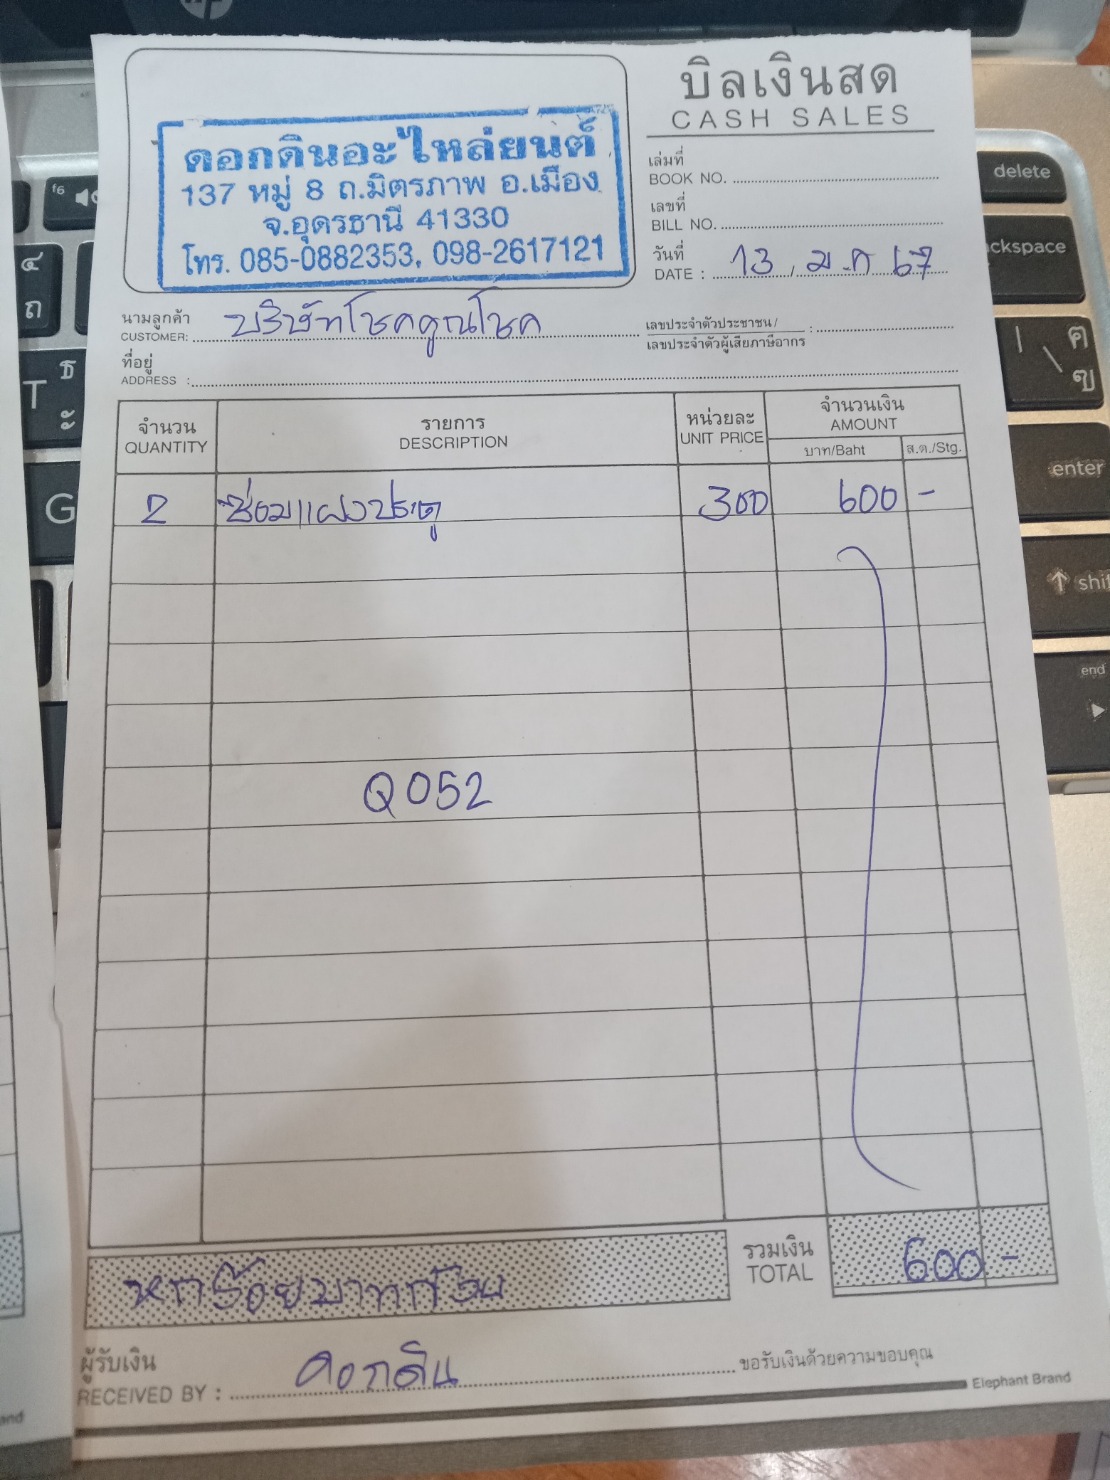 บิลเงินสด
CASH SALES
ดอกดินอะไหล่ยนต์
137 หมู่ 8 ถ.มิตรภาพ อ.เมือง
จ.อุดรธานี 41330
โทร. 085-0882353, 098-2617121
เล่มที่
BOOK NO.
เลขที่
BILL NO.
วันที่
DATE : 13 ม.ค 67
นามลูกค้า
CUSTOMER: บริษัทโชคคูณโชค
เลขประจำตัวประชาชน/
เลขประจำตัวผู้เสียภาษีอากร :
ที่อยู่
ADDRESS :
จำนวน รายการ หน่วยละ จำนวนเงิน
QUANTITY DESCRIPTION UNIT PRICE AMOUNT
บาท/Baht ส.ต./Stg.
2 ซ่อมแผงประตู 300 600 -
Q052
หกร้อยบาทถ้วน
รวมเงิน
TOTAL 600 -
ผู้รับเงิน
RECEIVED BY : ดอกดิน
ขอรับเงินด้วยความขอบคุณ
Elephant Brand
delete
f6
backspace
enter
shift
end
T
G
ธ
ะ
๔
ถ
ฅ
ฃ